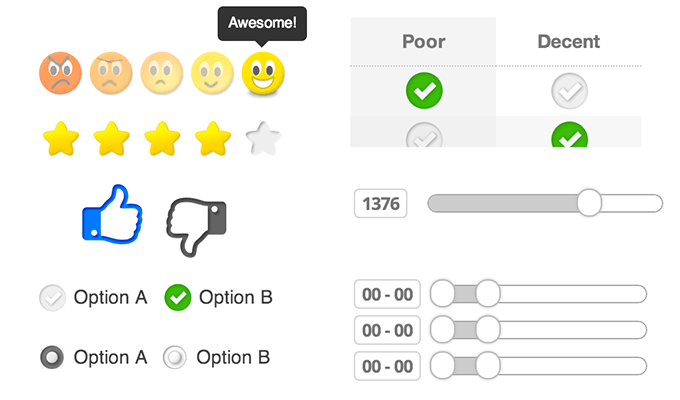 Awesome!
Poor Decent
1376
Option A Option B
00 - 00
00 - 00
Option A Option B
00 - 00